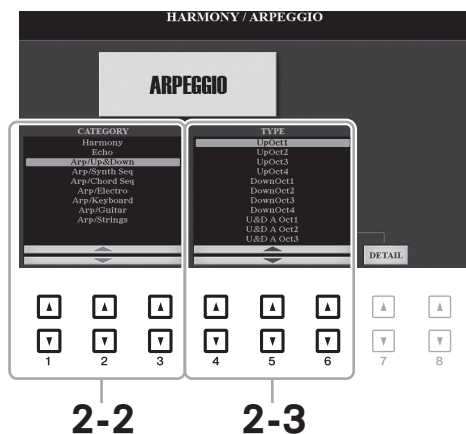 HARMONY / ARPEGGIO
ARPEGGIO
CATEGORY
Harmony
Echo
Arp/Up&Down
Arp/Synth Seq
Arp/Chord Seq
Arp/Electro
Arp/Keyboard
Arp/Guitar
Arp/Strings
TYPE
UpOct1
UpOct2
UpOct3
UpOct4
DownOct1
DownOct2
DownOct3
DownOct4
U&D A Oct1
U&D A Oct2
U&D A Oct3
DETAIL
1 2 3 4 5 6 7 8
2-2 2-3